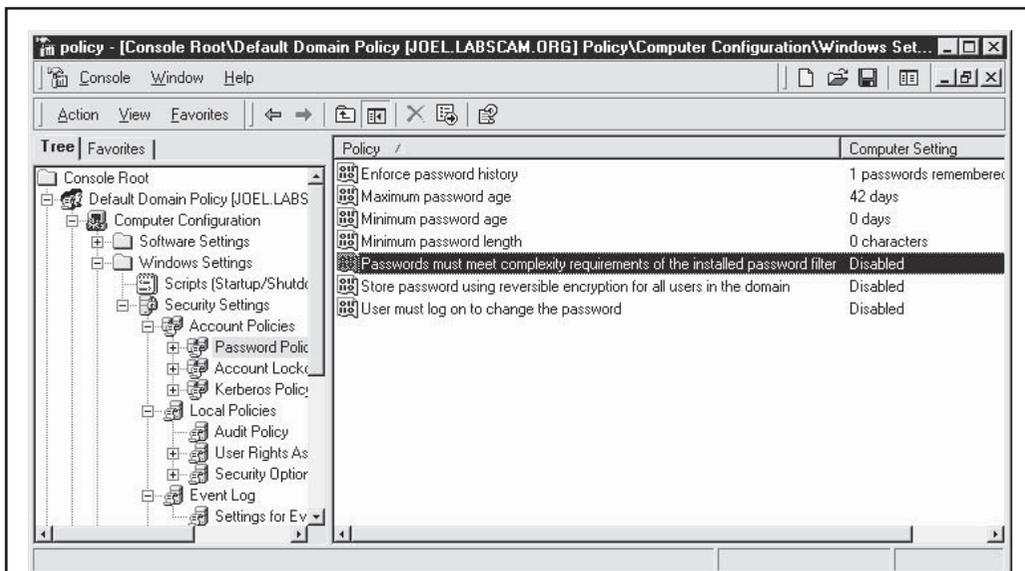 policy - [Console Root\Default Domain Policy [JOEL.LABSCAM.ORG] Policy\Computer Configuration\Windows Set...
Console Window Help
Action View Favorites
Tree Favorites
Console Root
Default Domain Policy [JOEL.LABS
Computer Configuration
Software Settings
Windows Settings
Scripts (Startup/Shutdo
Security Settings
Account Policies
Password Polic
Account Locko
Kerberos Policy
Local Policies
Audit Policy
User Rights As
Security Option
Event Log
Settings for Ev
Policy / Computer Setting
Enforce password history 1 passwords remembered
Maximum password age 42 days
Minimum password age 0 days
Minimum password length 0 characters
Passwords must meet complexity requirements of the installed password filter Disabled
Store password using reversible encryption for all users in the domain Disabled
User must log on to change the password Disabled